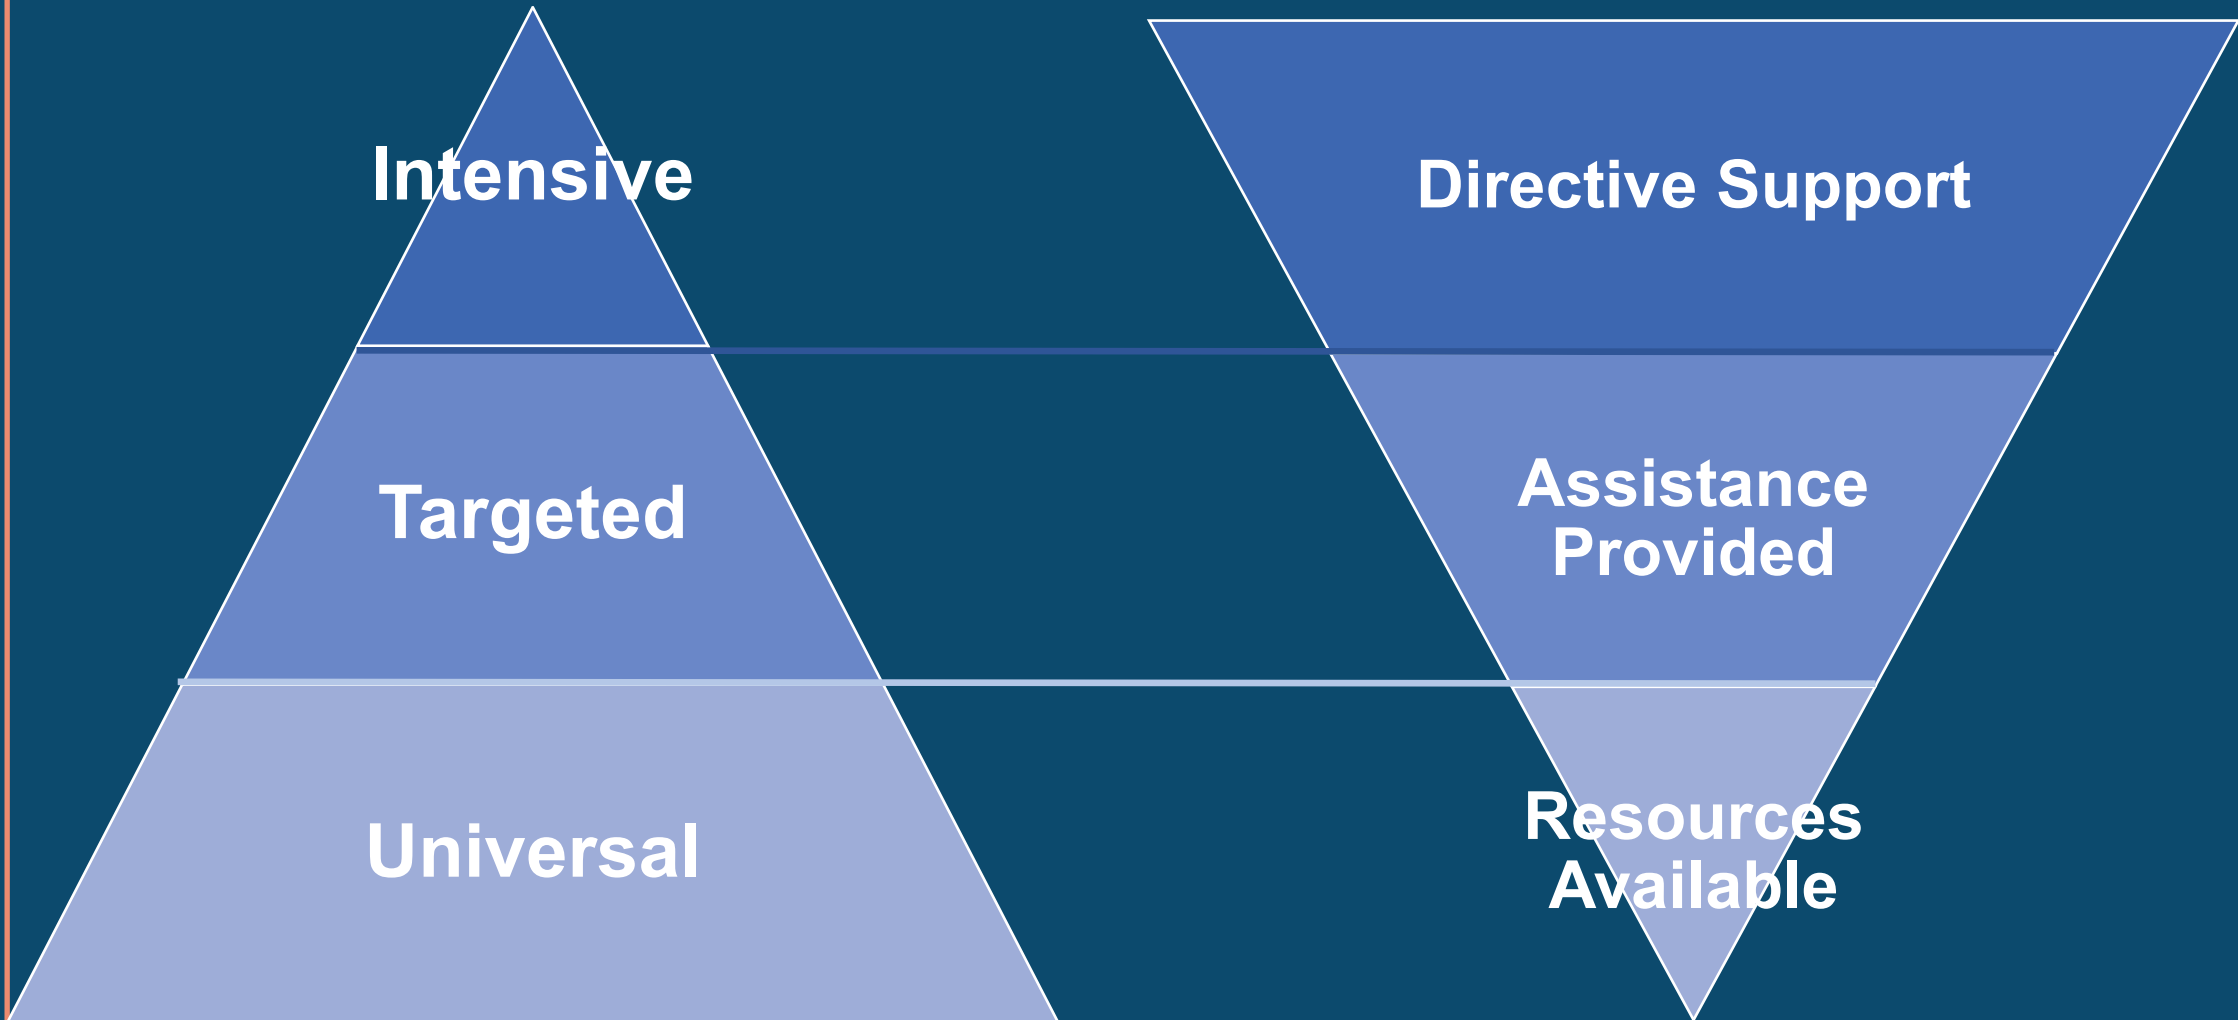 Intensive
Directive Support
Targeted
Assistance
Provided
Universal
Resources
Available